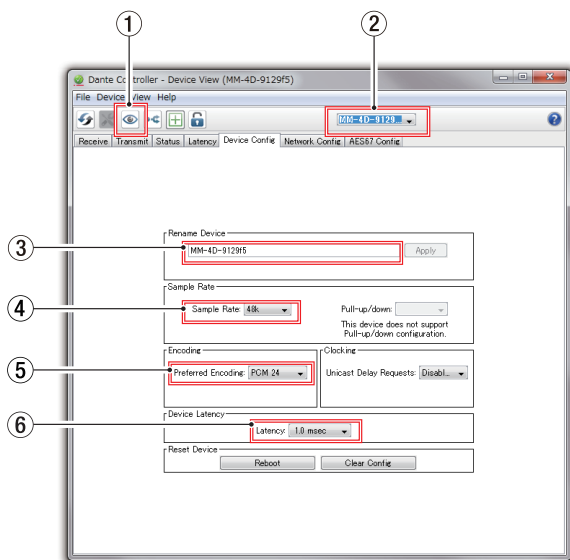 1 2
Dante Controller - Device View (MM-4D-9129f5)
File Device View Help
MM-4D-9129...
Receive Transmit Status Latency Device Config Network Config AES67 Config
3 Rename Device
MM-4D-9129f5 Apply
Sample Rate
4 Sample Rate: 48k Pull-up/down:
This device does not support
Pull-up/down configuration.
Encoding Clocking
5 Preferred Encoding: PCM 24 Unicast Delay Requests: Disabl...
Device Latency
6 Latency: 1.0 msec
Reset Device
Reboot Clear Config